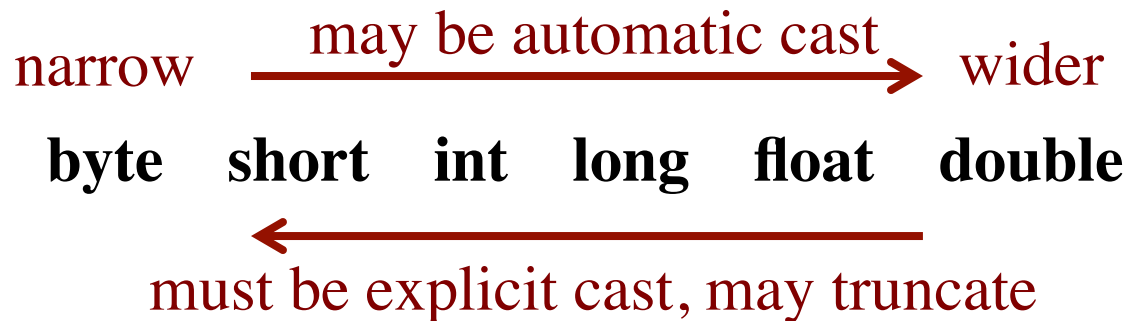 may be automatic cast
narrow wider
byte short int long float double
must be explicit cast, may truncate